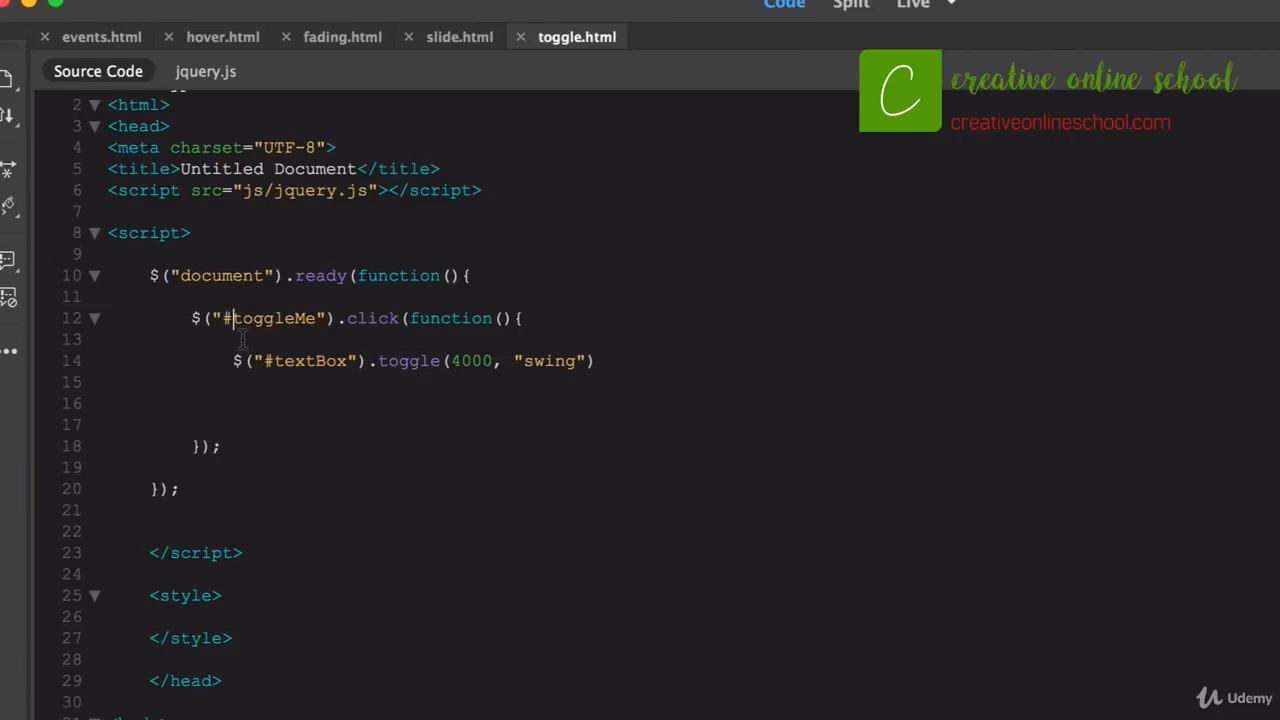 Code Split Live
events.html hover.html fading.html slide.html toggle.html
Source Code jquery.js
C creative online school
creativeonlineschool.com
2 <html>
3 <head>
4 <meta charset="UTF-8">
5 <title>Untitled Document</title>
6 <script src="js/jquery.js"></script>
7
8 <script>
9
10 $("document").ready(function(){
11
12 $("#toggleMe").click(function(){
13
14 $("#textBox").toggle(4000, "swing")
15
16
17
18 });
19
20 });
21
22
23 </script>
24
25 <style>
26
27 </style>
28
29 </head>
30
Udemy